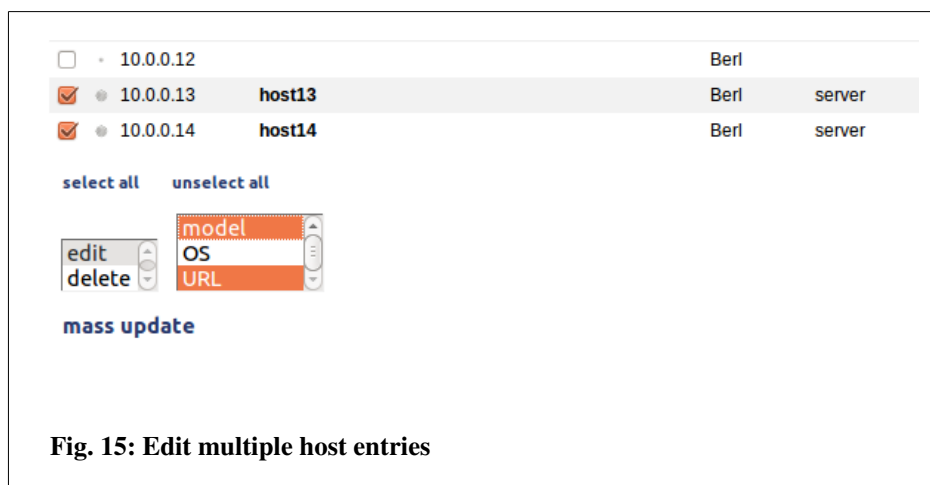 10.0.0.12 Berl
10.0.0.13 host13 Berl server
10.0.0.14 host14 Berl server
select all unselect all
model
edit OS
delete URL
mass update
Fig. 15: Edit multiple host entries